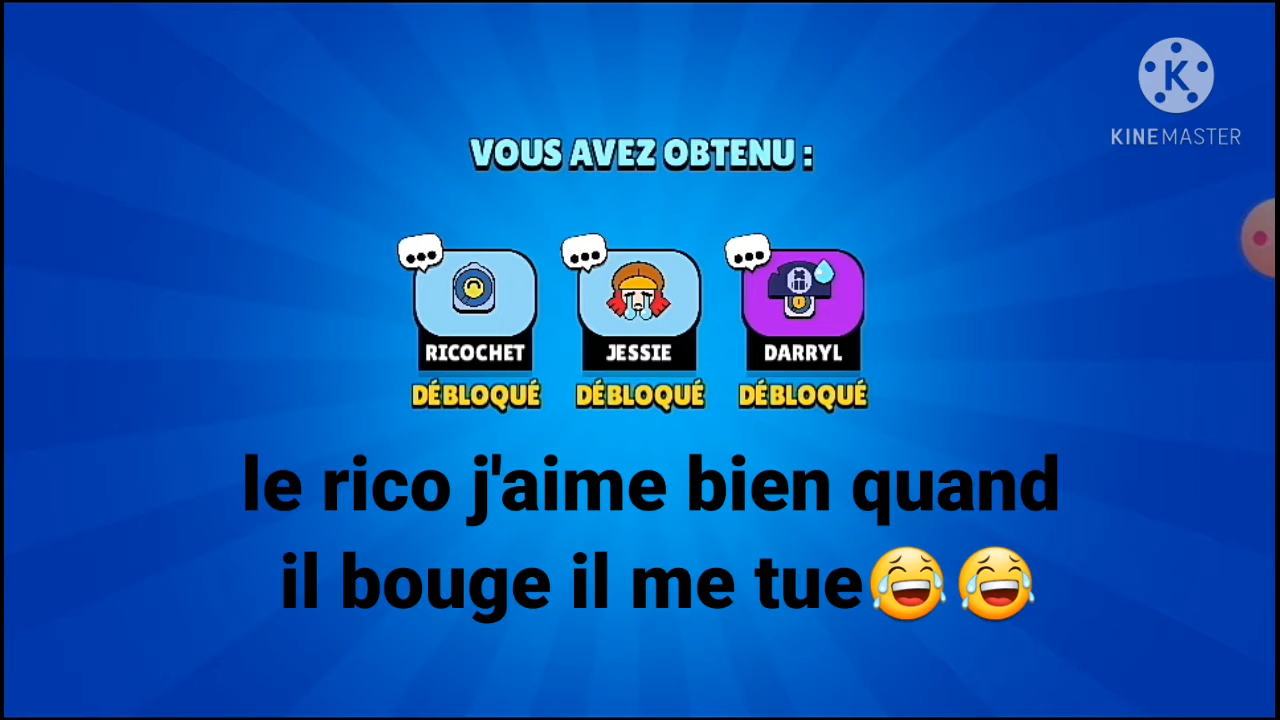 KINEMASTER
VOUS AVEZ OBTENU :
RICOCHET JESSIE DARRYL
DÉBLOQUÉ DÉBLOQUÉ DÉBLOQUÉ
le rico j'aime bien quand
il bouge il me tue😂😂